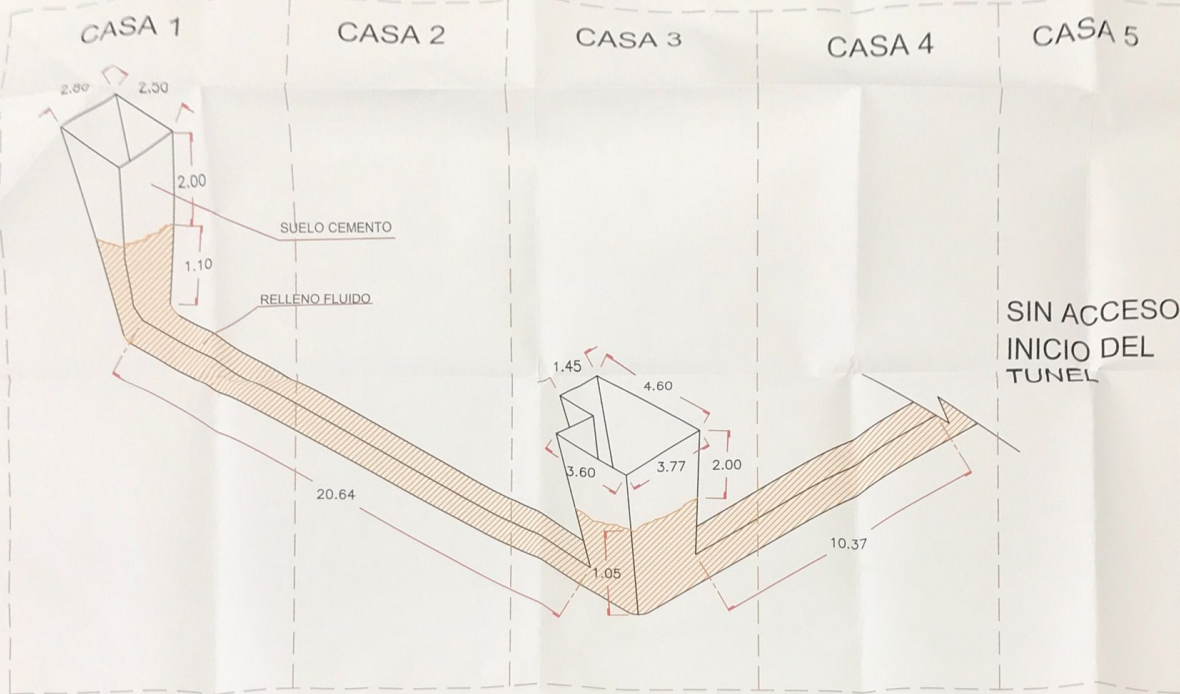 CASA 1
CASA 2
CASA 3
CASA 4
CASA 5
2.80
2.50
2.00
SUELO CEMENTO
1.10
RELLENO FLUIDO
SIN ACCESO
INICIO DEL
TUNEL
1.45
4.60
3.60
3.77
2.00
20.64
1.05
10.37